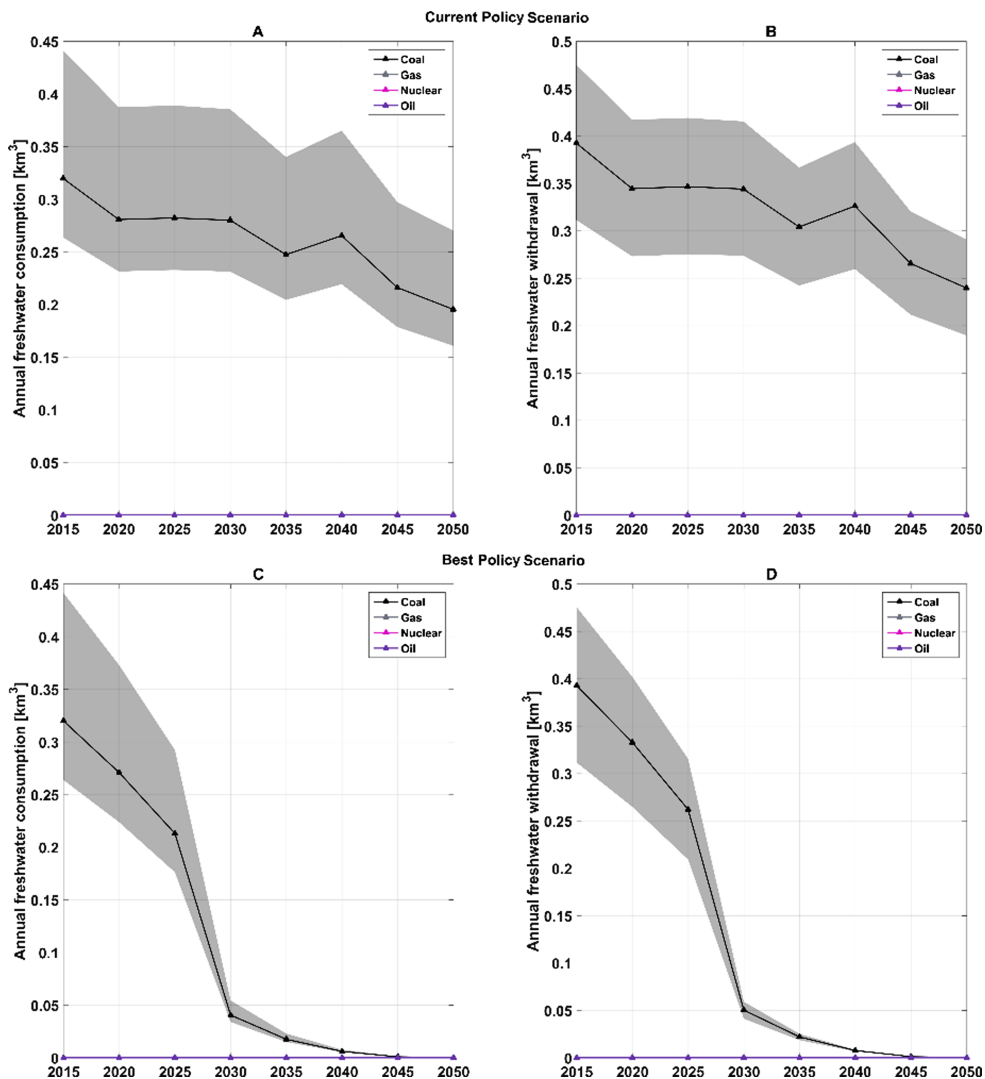 Current Policy Scenario
A
Annual freshwater consumption [km³]
0.45
0.4
0.35
0.3
0.25
0.2
0.15
0.1
0.05
0
2015 2020 2025 2030 2035 2040 2045 2050
Coal
Gas
Nuclear
Oil
B
Annual freshwater withdrawal [km³]
0.5
0.45
0.4
0.35
0.3
0.25
0.2
0.15
0.1
0.05
0
2015 2020 2025 2030 2035 2040 2045 2050
Coal
Gas
Nuclear
Oil
Best Policy Scenario
C
Annual freshwater consumption [km³]
0.45
0.4
0.35
0.3
0.25
0.2
0.15
0.1
0.05
0
2015 2020 2025 2030 2035 2040 2045 2050
Coal
Gas
Nuclear
Oil
D
Annual freshwater withdrawal [km³]
0.5
0.45
0.4
0.35
0.3
0.25
0.2
0.15
0.1
0.05
0
2015 2020 2025 2030 2035 2040 2045 2050
Coal
Gas
Nuclear
Oil